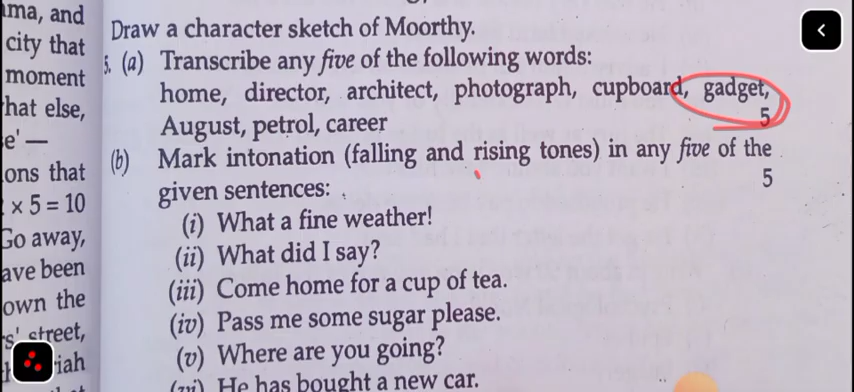 ma, and
city that
moment
hat else,
e' —
ons that
x 5 = 10
Go away,
ave been
own the
s' street,
iah
Draw a character sketch of Moorthy.
5. (a) Transcribe any five of the following words:
home, director, architect, photograph, cupboard, gadget,
August, petrol, career 5
(b) Mark intonation (falling and rising tones) in any five of the
given sentences: 5
(i) What a fine weather!
(ii) What did I say?
(iii) Come home for a cup of tea.
(iv) Pass me some sugar please.
(v) Where are you going?
(vi) He has bought a new car.